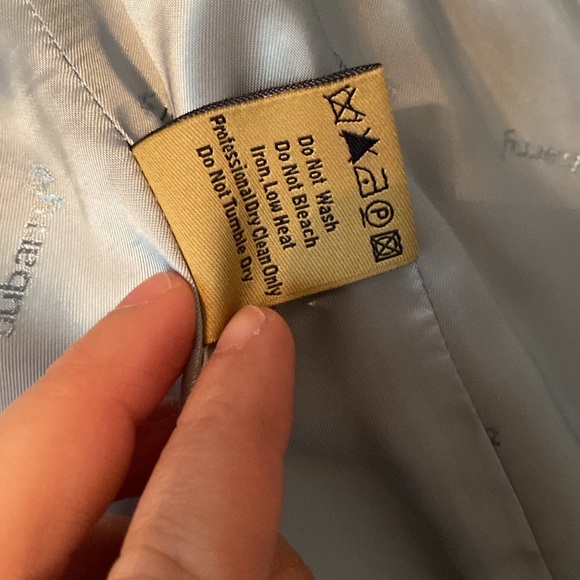 Do Not Wash
Do Not Bleach
Iron, Low Heat
Professional Dry Clean Only
Do Not Tumble Dry
P